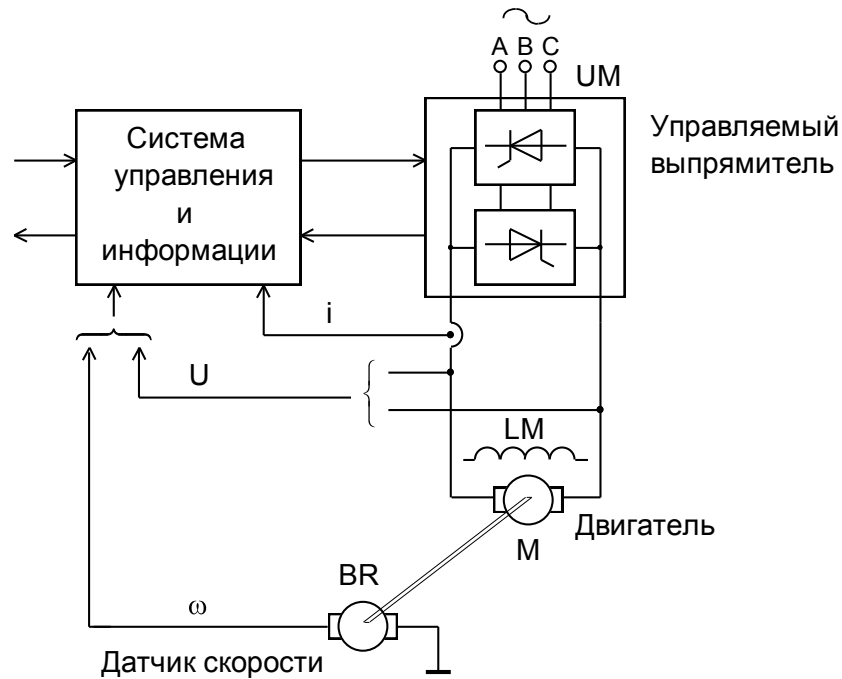 A B C
UM
Система
управления
и
информации
Управляемый
выпрямитель
i
U
LM
Двигатель
M
BR
ω
Датчик скорости